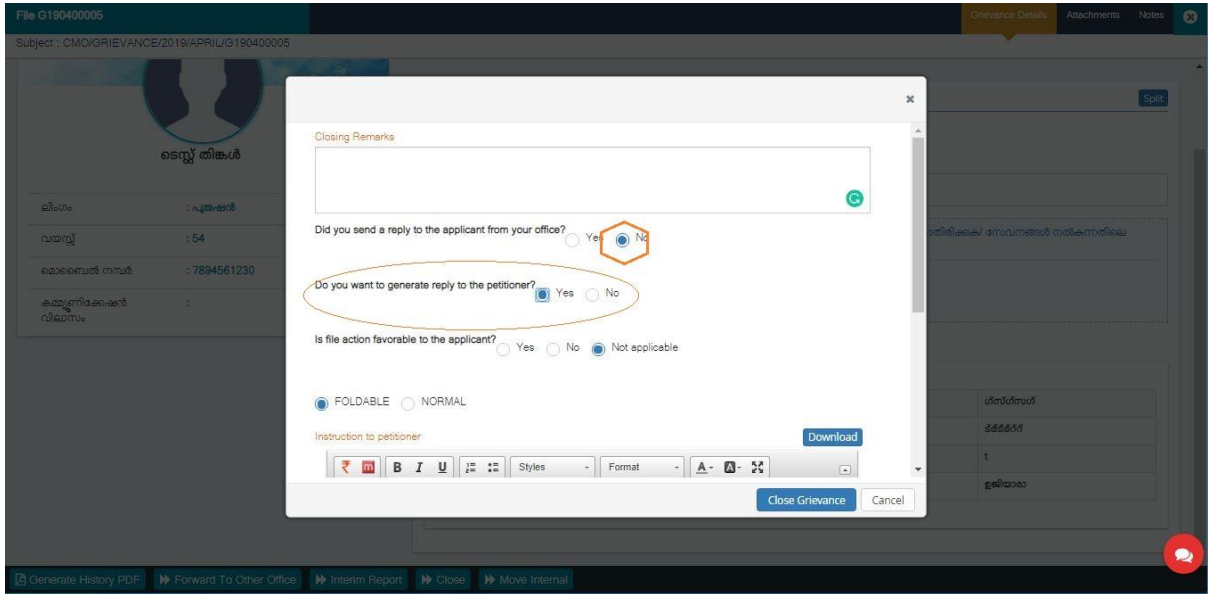 File G190400005
Grievance Details Attachments Notes
Subject : CMO/GRIEVANCE/2019/APRIL/G190400005
Split
ടെസ്റ്റ് തിങ്കൾ
ലിംഗം : പുരുഷൻ
വയസ്സ് : 54
മൊബൈൽ നമ്പർ : 7894561230
കമ്മ്യൂണിക്കേഷൻ വിലാസം :
Closing Remarks
Did you send a reply to the applicant from your office? Yes No
Do you want to generate reply to the petitioner? Yes No
Is file action favorable to the applicant? Yes No Not applicable
FOLDABLE NORMAL
Instruction to petitioner
Download
B I U Styles Format A A
Close Grievance Cancel
സേവനങ്ങൾ നൽകുന്നതിലെ
t
Generate History PDF Forward To Other Office Interim Report Close Move Internal